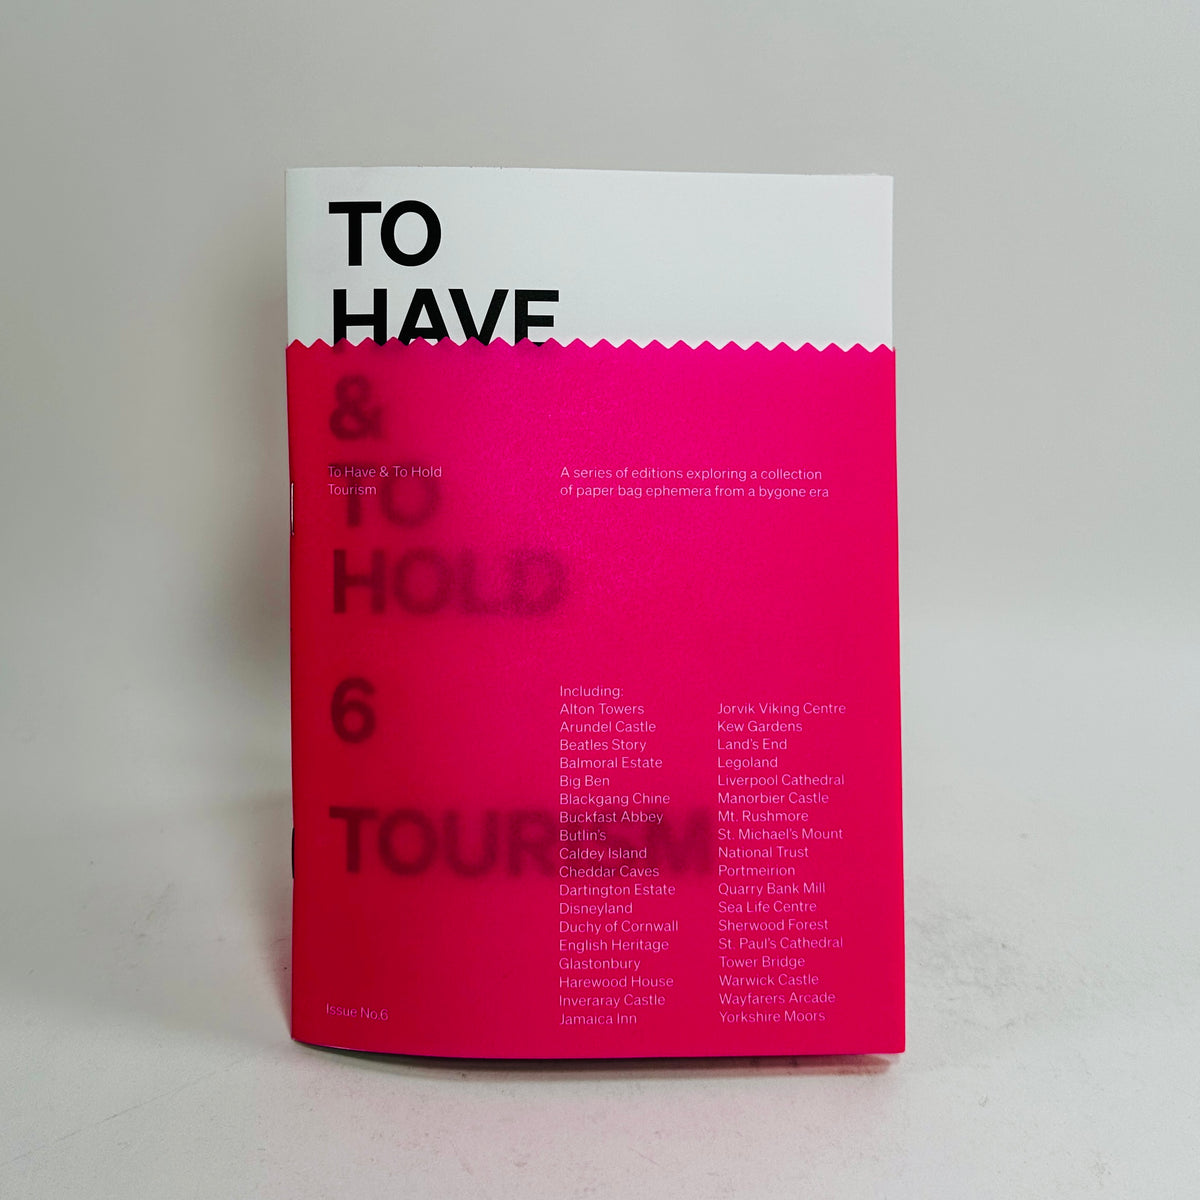 TO
HAVE
&
TO
HOLD
6
TOURISM
To Have & To Hold
Tourism
A series of editions exploring a collection
of paper bag ephemera from a bygone era
Including:
Alton Towers
Arundel Castle
Beatles Story
Balmoral Estate
Big Ben
Blackgang Chine
Buckfast Abbey
Butlin's
Caldey Island
Cheddar Caves
Dartington Estate
Disneyland
Duchy of Cornwall
English Heritage
Glastonbury
Harewood House
Inveraray Castle
Jamaica Inn
Jorvik Viking Centre
Kew Gardens
Land's End
Legoland
Liverpool Cathedral
Manorbier Castle
Mt. Rushmore
St. Michael's Mount
National Trust
Portmeirion
Quarry Bank Mill
Sea Life Centre
Sherwood Forest
St. Paul's Cathedral
Tower Bridge
Warwick Castle
Wayfarers Arcade
Yorkshire Moors
Issue No.6